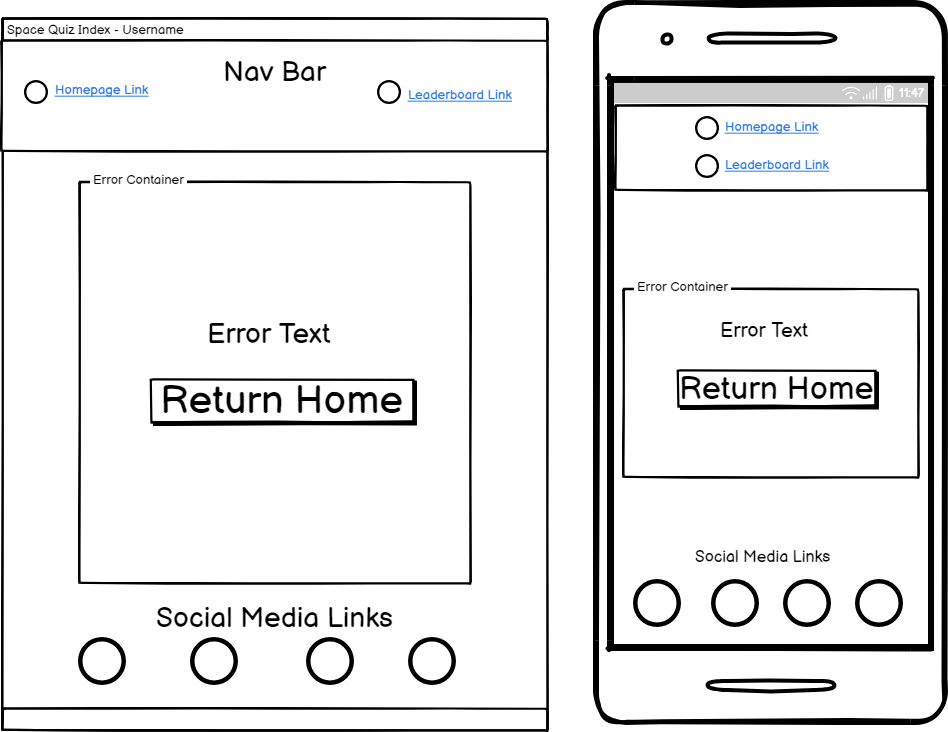 Space Quiz Index - Username
Nav Bar
Homepage Link
Leaderboard Link
Error Container
Error Text
Return Home
Social Media Links
11:47
Homepage Link
Leaderboard Link
Error Container
Error Text
Return Home
Social Media Links